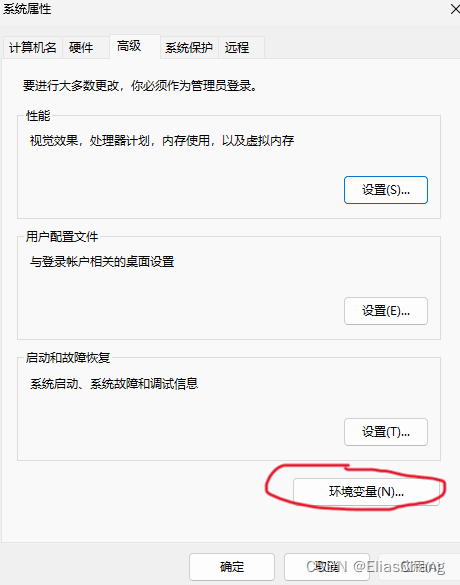 系统属性
计算机名 硬件 高级 系统保护 远程
要进行大多数更改，你必须作为管理员登录。
性能
视觉效果，处理器计划，内存使用，以及虚拟内存
设置(S)...
用户配置文件
与登录帐户相关的桌面设置
设置(E)...
启动和故障恢复
系统启动、系统故障和调试信息
设置(T)...
环境变量(N)...
确定 取消 应用(A)
CSDN @EliasChang